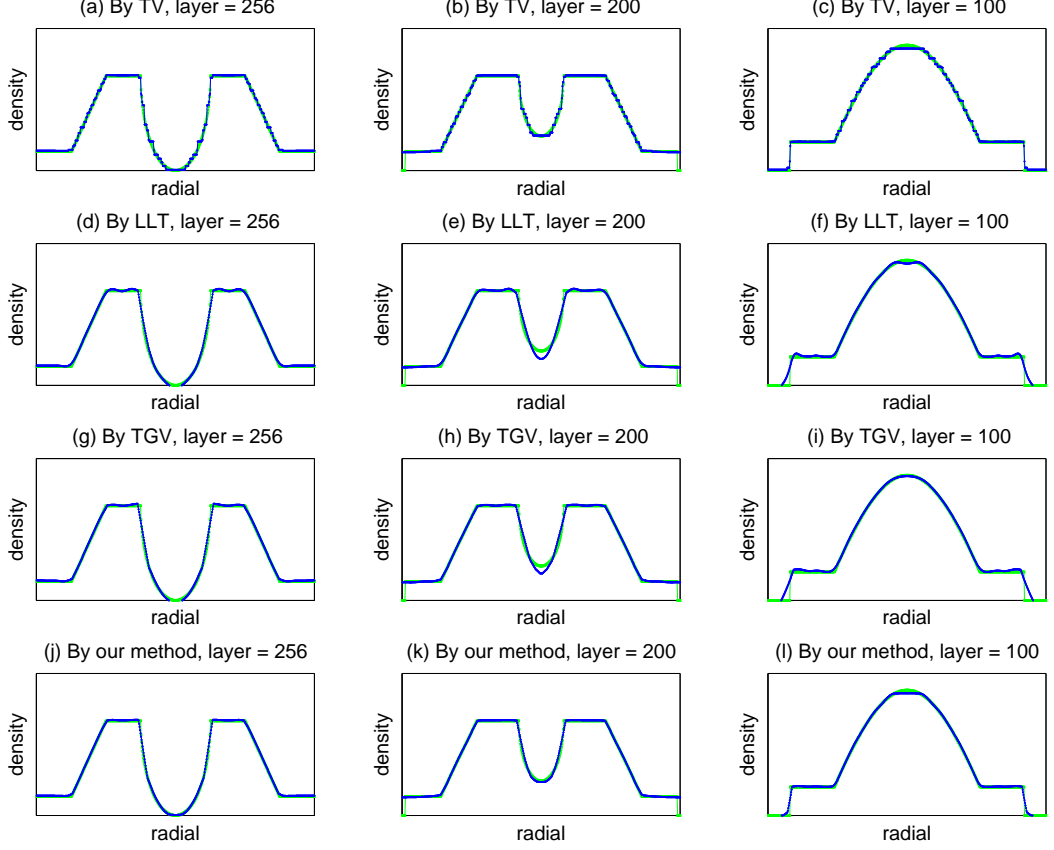 (a) By TV, layer = 256
(b) By TV, layer = 200
(c) By TV, layer = 100
density
density
density
radial
radial
radial
(d) By LLT, layer = 256
(e) By LLT, layer = 200
(f) By LLT, layer = 100
density
density
density
radial
radial
radial
(g) By TGV, layer = 256
(h) By TGV, layer = 200
(i) By TGV, layer = 100
density
density
density
radial
radial
radial
(j) By our method, layer = 256
(k) By our method, layer = 200
(l) By our method, layer = 100
density
density
density
radial
radial
radial